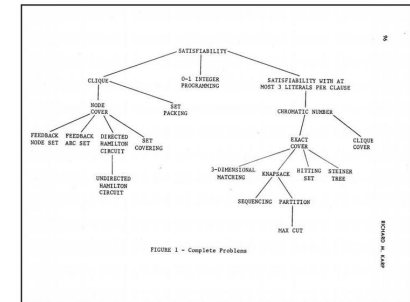 96
SATISFIABILITY
CLIQUE
0-1 INTEGER
PROGRAMMING
SATISFIABILITY WITH AT
MOST 3 LITERALS PER CLAUSE
NODE
COVER
SET
PACKING
CHROMATIC NUMBER
FEEDBACK
NODE SET
FEEDBACK
ARC SET
DIRECTED
HAMILTON
CIRCUIT
SET
COVERING
EXACT
COVER
CLIQUE
COVER
UNDIRECTED
HAMILTON
CIRCUIT
3-DIMENSIONAL
MATCHING
KNAPSACK
HITTING
SET
STEINER
TREE
SEQUENCING
PARTITION
MAX CUT
FIGURE 1 - Complete Problems
RICHARD M. KARP